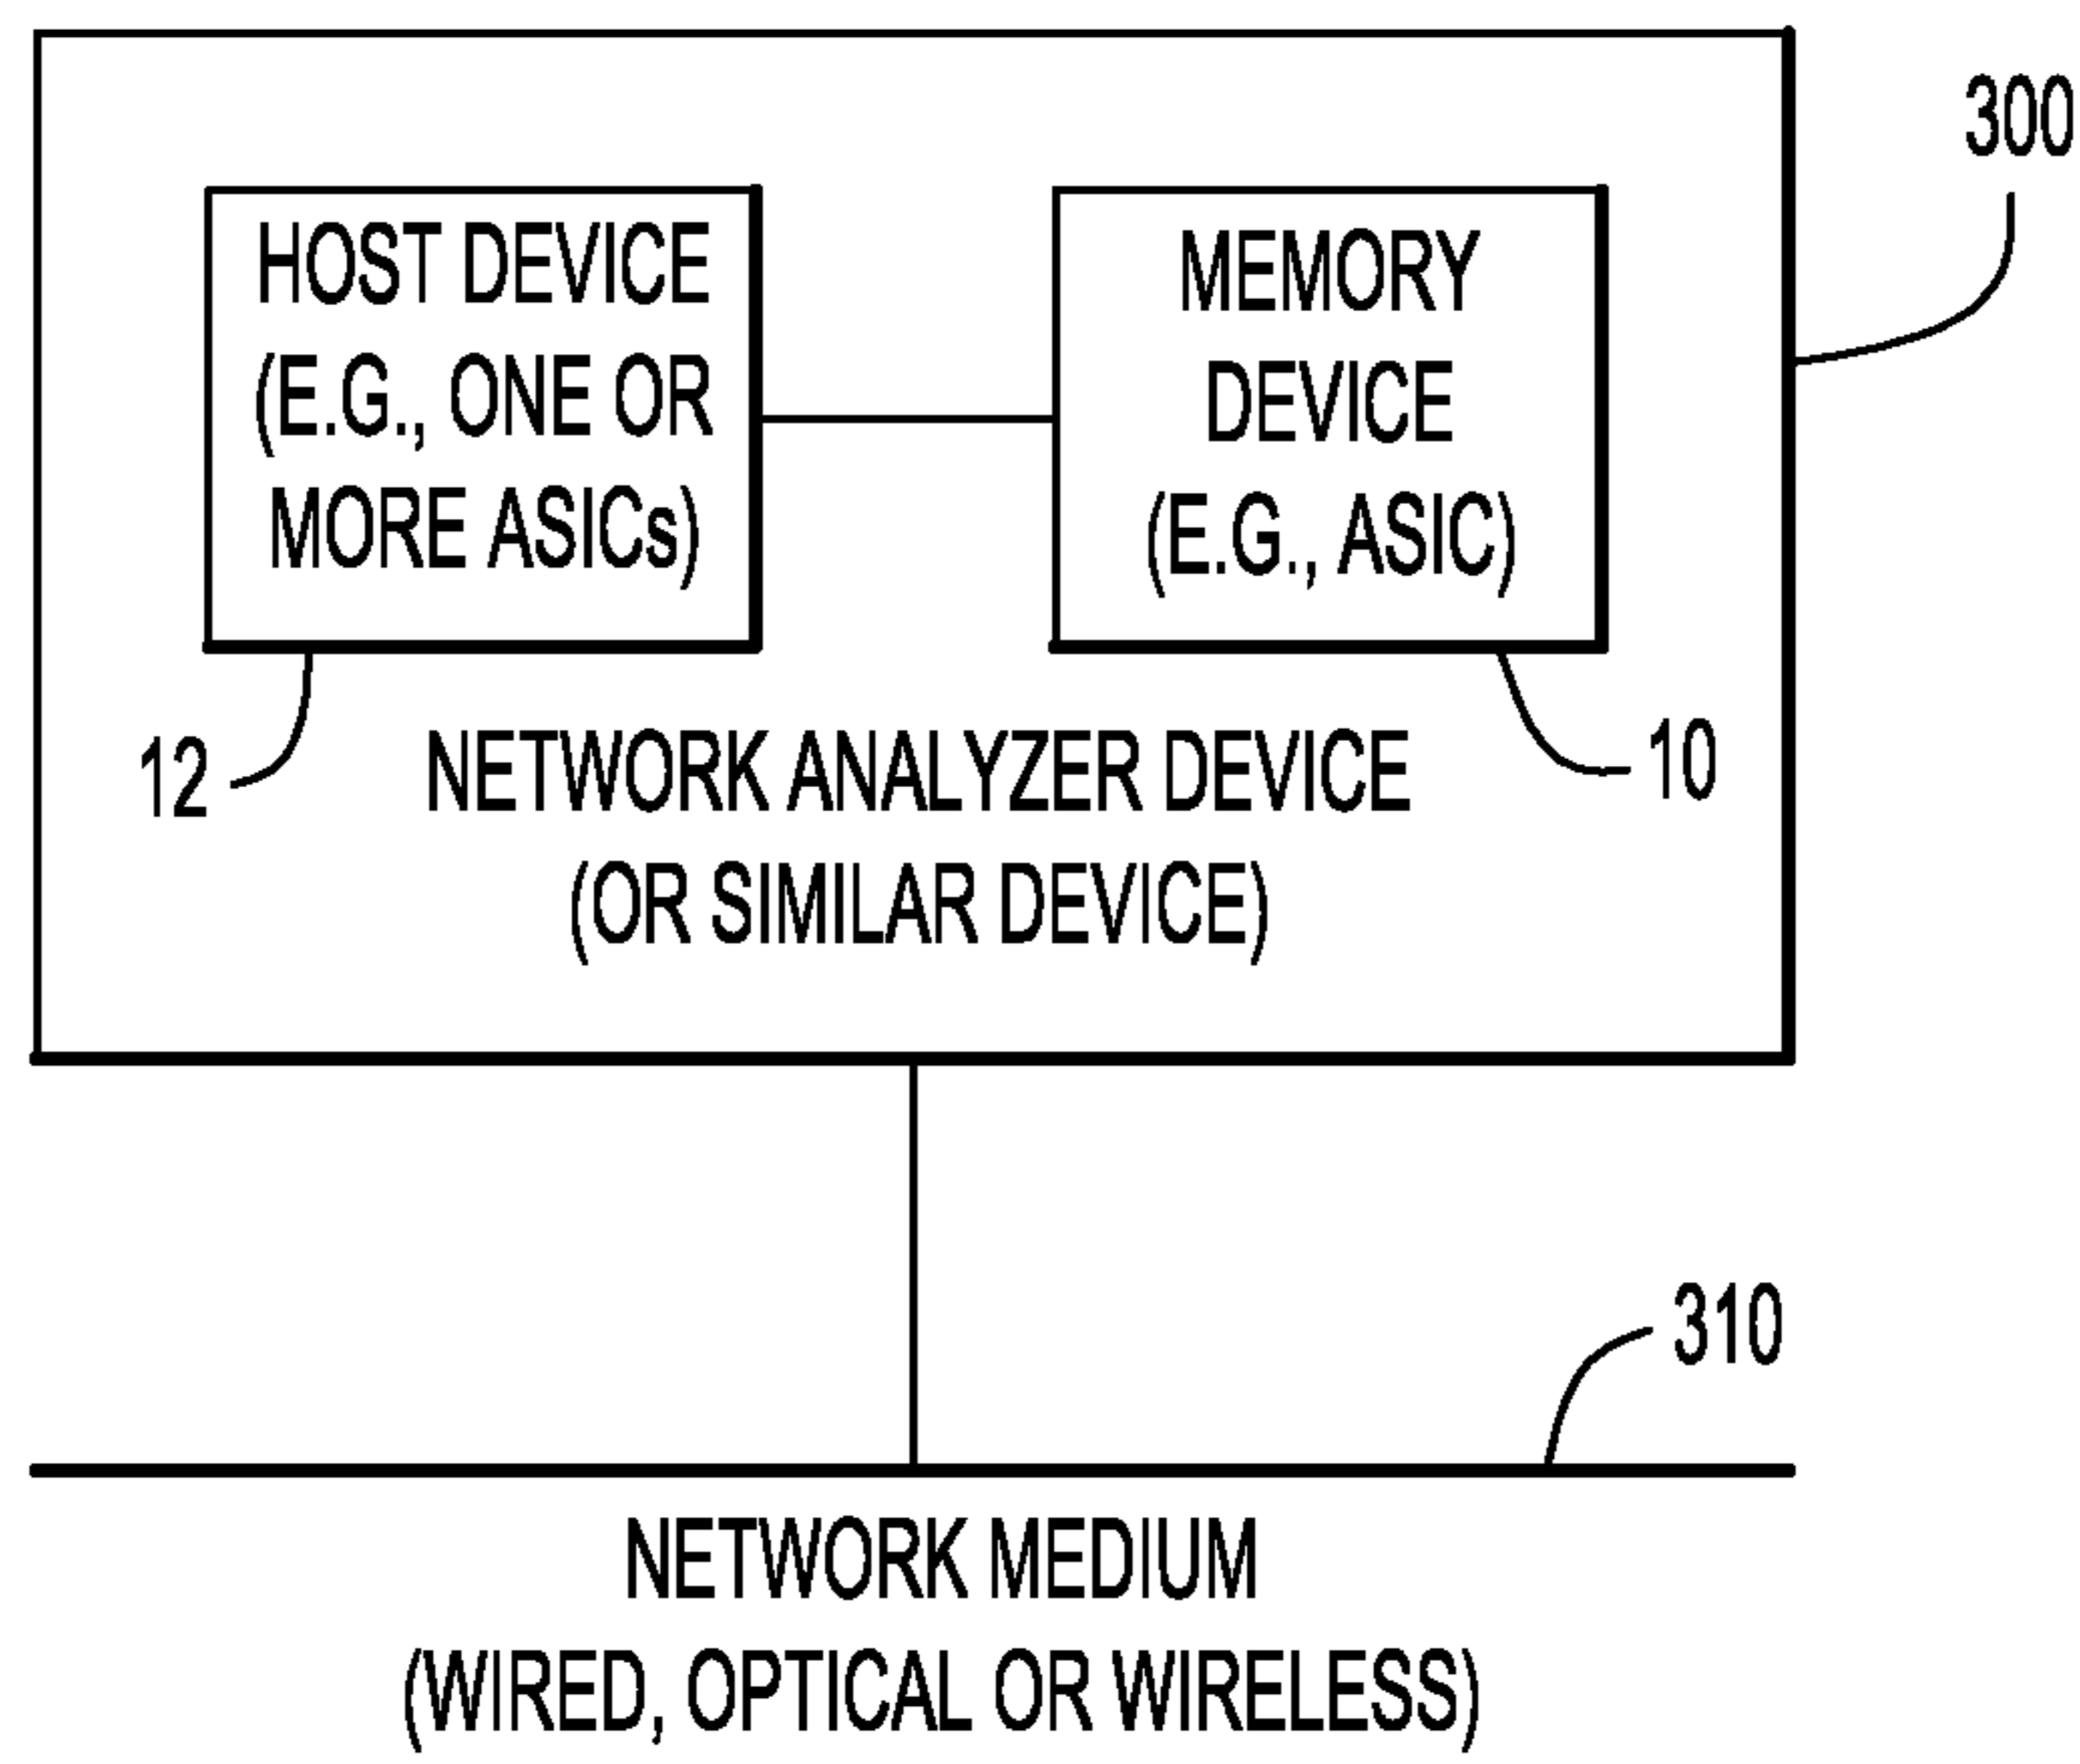 300
HOST DEVICE
(E.G., ONE OR
MORE ASICs)
MEMORY
DEVICE
(E.G., ASIC)
12
10
NETWORK ANALYZER DEVICE
(OR SIMILAR DEVICE)
310
NETWORK MEDIUM
(WIRED, OPTICAL OR WIRELESS)